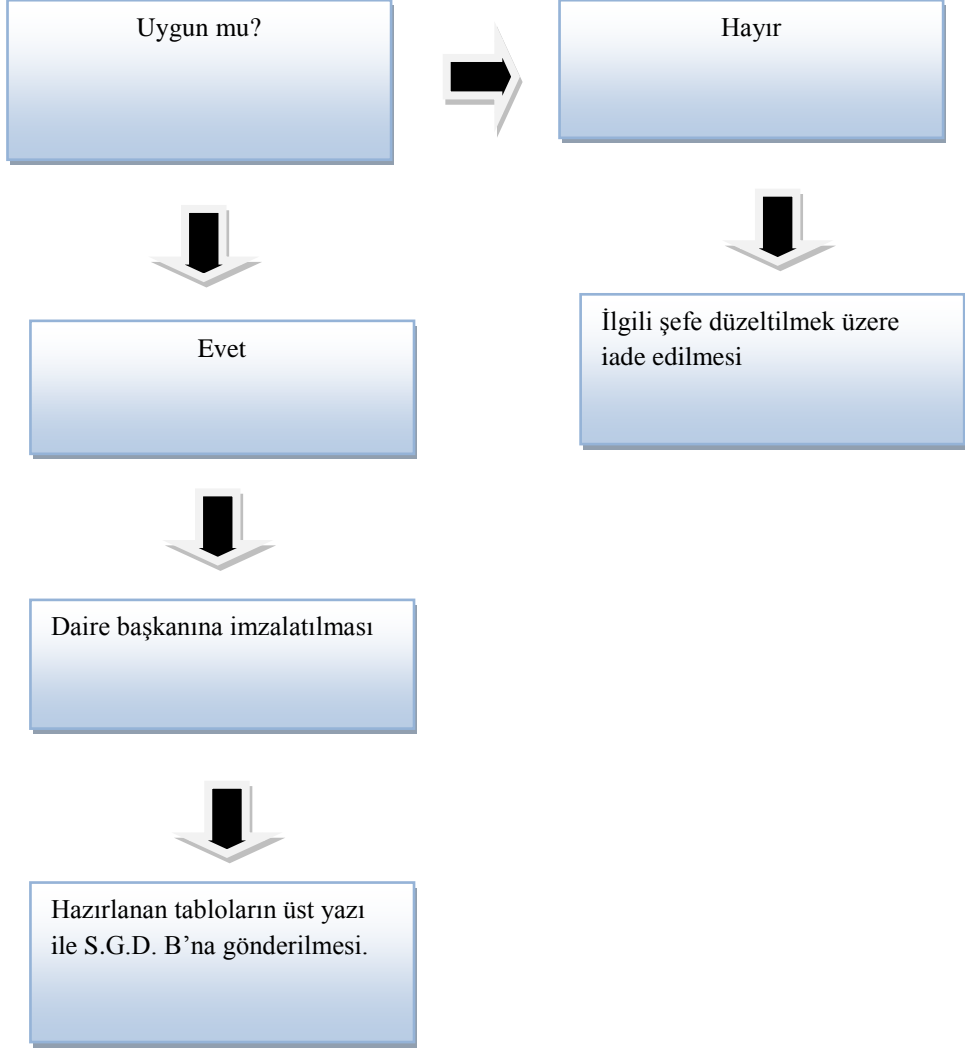 Uygun mu?
Hayır
Evet
İlgili şefe düzeltilmek üzere
iade edilmesi
Daire başkanına imzalatılması
Hazırlanan tabloların üst yazı
ile S.G.D. B’na gönderilmesi.